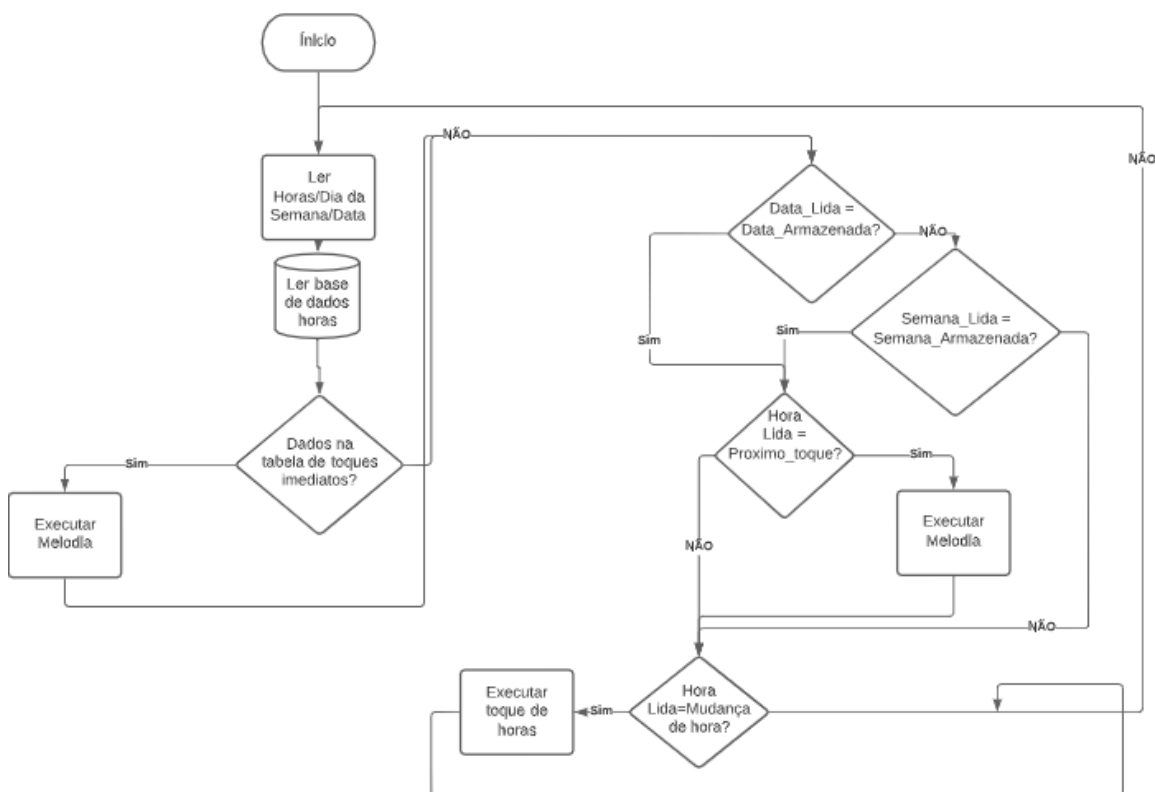 Ínicio
NÃO
NÃO
Ler
Horas/Dia da
Semana/Data
Data_Lida =
Data_Armazenada?
NÃO
Ler base
de dados
horas
Semana_Lida =
Semana_Armazenada?
Sim
Sim
Dados na
tabela de toques
imediatos?
Sim
Hora
Lida =
Proximo_toque?
Sim
Executar
Melodia
Executar
Melodia
NÃO
NÃO
Executar
toque de
horas
Sim
Hora
Lida=Mudança
de hora?